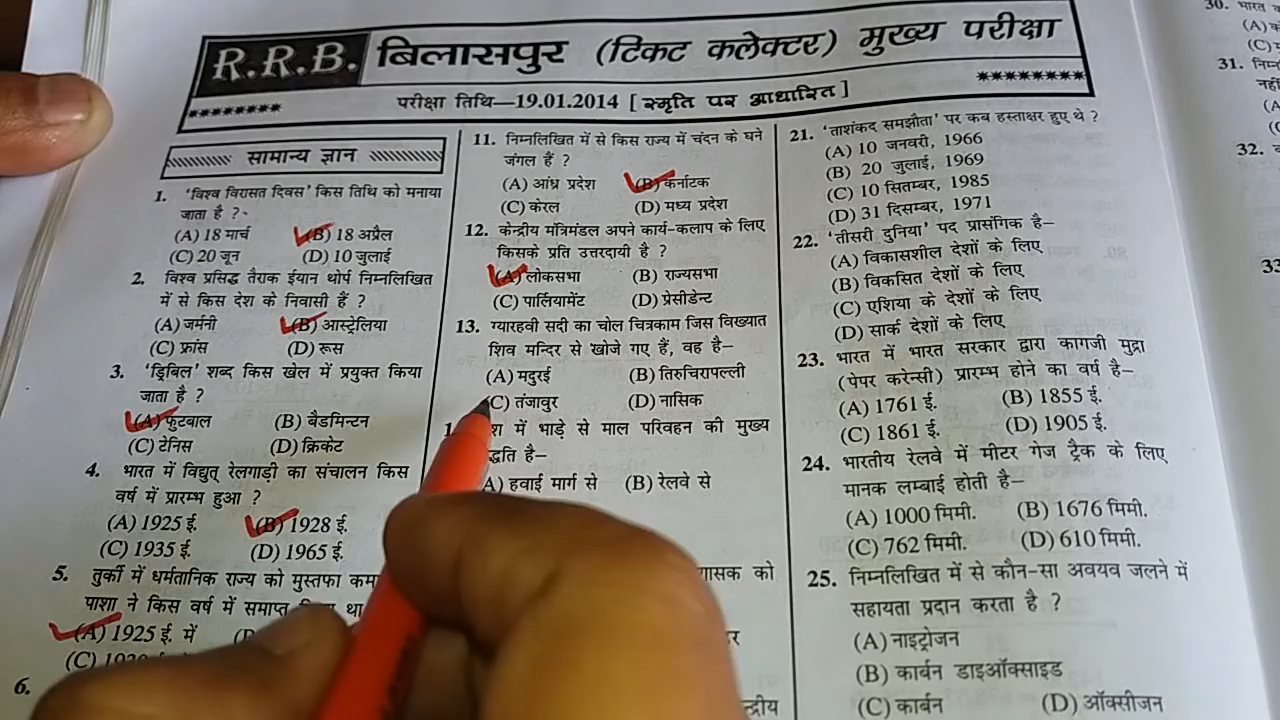 R.R.B. बिलासपुर (टिकट कलेक्टर) मुख्य परीक्षा
******** परीक्षा तिथि—19.01.2014 [ स्मृति पर आधारित ] ********
सामान्य ज्ञान
1. 'विश्व विरासत दिवस' किस तिथि को मनाया
जाता है ?-
(A) 18 मार्च (B) 18 अप्रैल
(C) 20 जून (D) 10 जुलाई
2. विश्व प्रसिद्ध तैराक ईयान थोर्प निम्नलिखित
में से किस देश के निवासी हैं ?
(A) जर्मनी (B) आस्ट्रेलिया
(C) फ्रांस (D) रूस
3. 'ड्रिबिल' शब्द किस खेल में प्रयुक्त किया
जाता है ?
(A) फुटबाल (B) बैडमिन्टन
(C) टेनिस (D) क्रिकेट
4. भारत में विद्युत् रेलगाड़ी का संचालन किस
वर्ष में प्रारम्भ हुआ ?
(A) 1925 ई. (B) 1928 ई.
(C) 1935 ई. (D) 1965 ई.
5. तुर्की में धर्मतान्त्रिक राज्य को मुस्तफा
पाशा ने किस वर्ष में समाप्त था
(A) 1925 ई. में
(C)
6.
11. निम्नलिखित में से किस राज्य में चंदन के घने
जंगल हैं ?
(A) आंध्र प्रदेश (B) कर्नाटक
(C) केरल (D) मध्य प्रदेश
12. केन्द्रीय मंत्रिमंडल अपने कार्य-कलाप के लिए
किसके प्रति उत्तरदायी है ?
(A) लोकसभा (B) राज्यसभा
(C) पार्लियामेंट (D) प्रेसीडेन्ट
13. ग्यारहवी सदी का चोल चित्रकाम जिस विख्यात
शिव मन्दिर से खोजे गए हैं, वह है—
(A) मदुरई (B) तिरुचिरापल्ली
(C) तंजावुर (D) नासिक
में भाड़े से माल परिवहन की मुख्य
है—
A) हवाई मार्ग से (B) रेलवे से
को
21. 'ताशंकद समझौता' पर कब हस्ताक्षर हुए थे ?
(A) 10 जनवरी, 1966
(B) 20 जुलाई, 1969
(C) 10 सितम्बर, 1985
(D) 31 दिसम्बर, 1971
22. 'तीसरी दुनिया' पद प्रासंगिक है—
(A) विकासशील देशों के लिए
(B) विकसित देशों के लिए
(C) एशिया के देशों के लिए
(D) सार्क देशों के लिए
23. भारत में भारत सरकार द्वारा कागजी मुद्रा
(पेपर करेन्सी) प्रारम्भ होने का वर्ष है—
(A) 1761 ई. (B) 1855 ई.
(C) 1861 ई. (D) 1905 ई.
24. भारतीय रेलवे में मीटर गेज ट्रैक के लिए
मानक लम्बाई होती है—
(A) 1000 मिमी. (B) 1676 मिमी.
(C) 762 मिमी. (D) 610 मिमी.
25. निम्नलिखित में से कौन-सा अवयव जलने में
सहायता प्रदान करता है ?
(A) नाइट्रोजन
(B) कार्बन डाइऑक्साइड
(C) कार्बन (D) ऑक्सीजन
30. भारत
(A)
(C)
31.
नहीं
(A
(C
32.
33